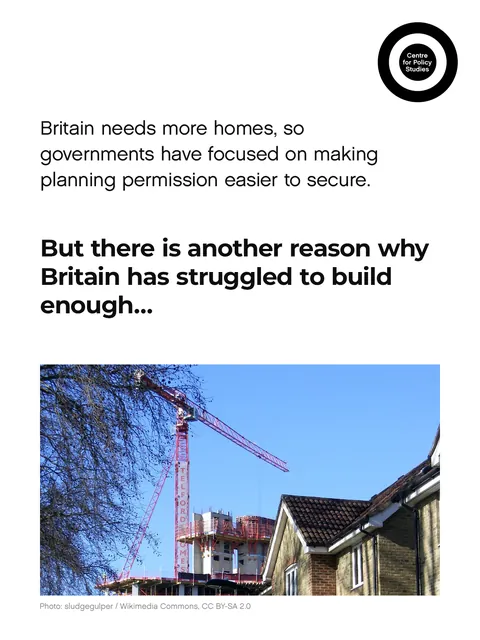 Centre
for Policy
Studies
Britain needs more homes, so
governments have focused on making
planning permission easier to secure.
But there is another reason why
Britain has struggled to build
enough...
TELFORD
Photo: sludgegulper / Wikimedia Commons, CC BY-SA 2.0